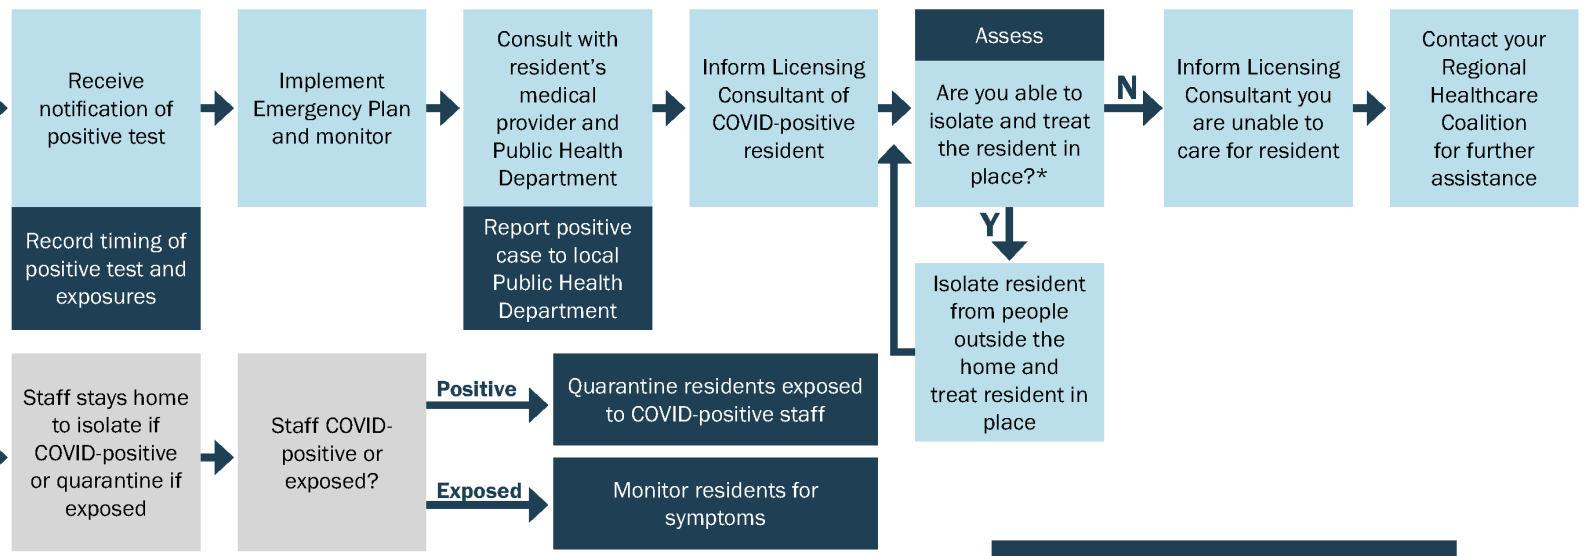 Receive
notification of
positive test
Record timing of
positive test and
exposures
Implement
Emergency Plan
and monitor
Consult with
resident’s
medical
provider and
Public Health
Department
Report positive
case to local
Public Health
Department
Inform Licensing
Consultant of
COVID-positive
resident
Assess
Are you able to
isolate and treat
the resident in
place?*
N
Inform Licensing
Consultant you
are unable to
care for resident
Contact your
Regional
Healthcare
Coalition
for further
assistance
Y
Isolate resident
from people
outside the
home and
treat resident in
place
Staff stays home
to isolate if
COVID-positive
or quarantine if
exposed
Staff COVID-
positive or
exposed?
Positive
Quarantine residents exposed
to COVID-positive staff
Exposed
Monitor residents for
symptoms